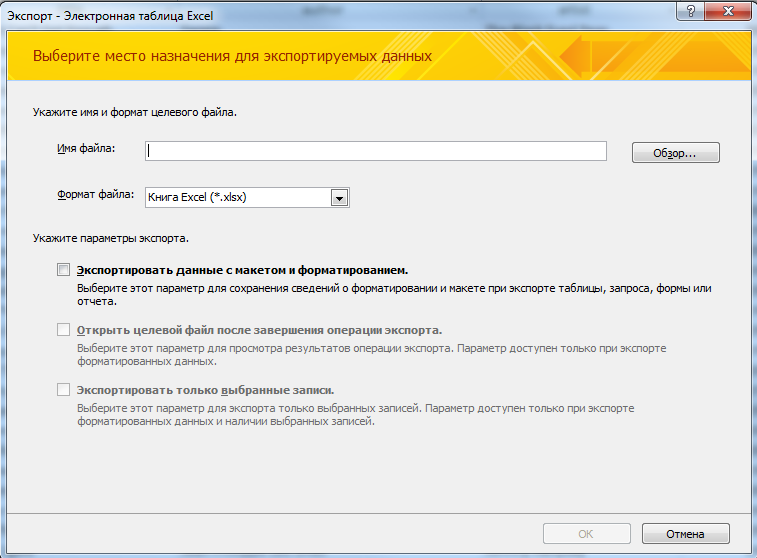 Экспорт - Электронная таблица Excel
Выберите место назначения для экспортируемых данных
Укажите имя и формат целевого файла.
Имя файла:
Обзор...
Формат файла: Книга Excel (*.xlsx)
Укажите параметры экспорта.
Экспортировать данные с макетом и форматированием.
Выберите этот параметр для сохранения сведений о форматировании и макете при экспорте таблицы, запроса, формы или
отчета.
Открыть целевой файл после завершения операции экспорта.
Выберите этот параметр для просмотра результатов операции экспорта. Параметр доступен только при экспорте
форматированных данных.
Экспортировать только выбранные записи.
Выберите этот параметр для экспорта только выбранных записей. Параметр доступен только при экспорте
форматированных данных и наличии выбранных записей.
ОК
Отмена